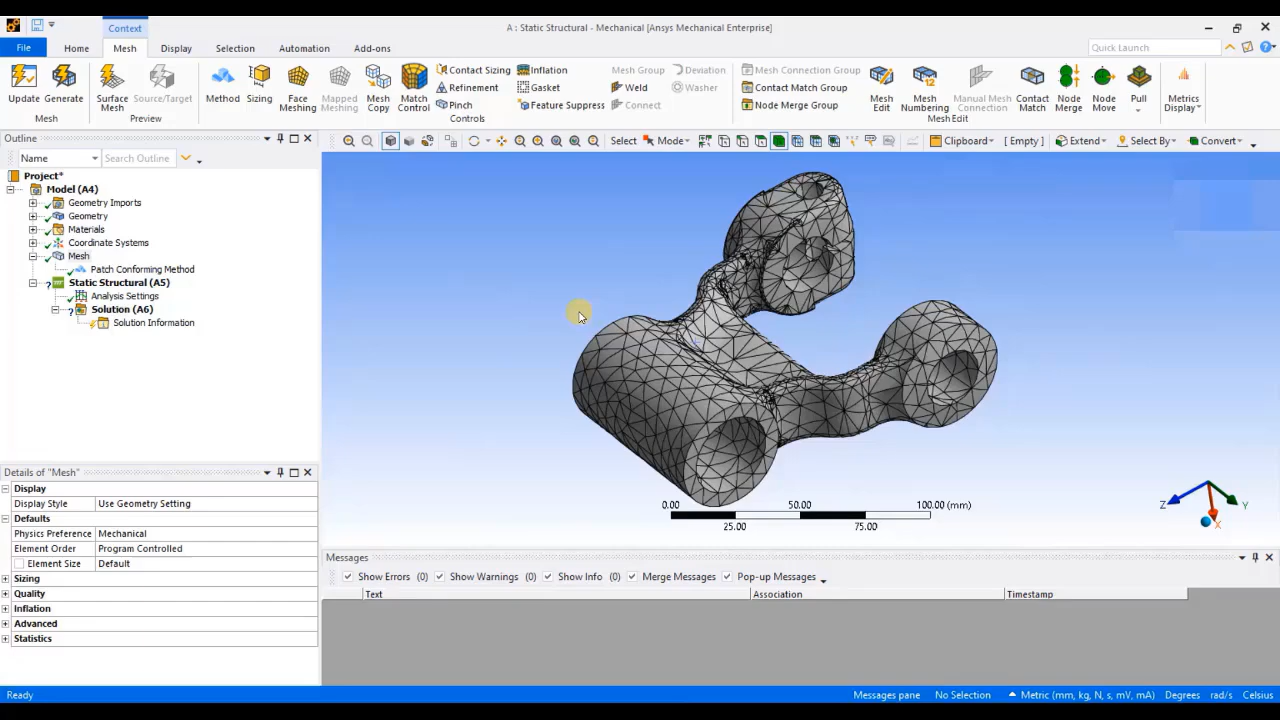 Context
A : Static Structural - Mechanical [Ansys Mechanical Enterprise]
File Home Mesh Display Selection Automation Add-ons
Quick Launch
Update Generate
Mesh
Surface Mesh
Source/Target
Preview
Method Sizing Face Meshing Mapped Meshing Mesh Copy Match Control
Contact Sizing
Refinement
Pinch
Inflation
Gasket
Feature Suppress
Mesh Group
Weld
Connect
Deviation
Washer
Controls
Mesh Connection Group
Contact Match Group
Node Merge Group
Mesh Edit
Mesh Numbering
Manual Mesh Connection
Contact Match
Node Merge
Node Move
Pull
Mesh Edit
Metrics Display
Outline
Select Mode Clipboard [ Empty ] Extend Select By Convert
Name
Search Outline
Project*
Model (A4)
Geometry Imports
Geometry
Materials
Coordinate Systems
Mesh
Patch Conforming Method
Static Structural (A5)
Analysis Settings
Solution (A6)
Solution Information
Details of "Mesh"
Display
Display Style Use Geometry Setting
Defaults
Physics Preference Mechanical
Element Order Program Controlled
Element Size Default
Sizing
Quality
Inflation
Advanced
Statistics
0.00 50.00 100.00 (mm)
25.00 75.00
Z Y
X
Messages
Show Errors (0) Show Warnings (0) Show Info (0) Merge Messages Pop-up Messages
Text Association Timestamp
Ready
Messages pane No Selection Metric (mm, kg, N, s, mV, mA) Degrees rad/s Celsius